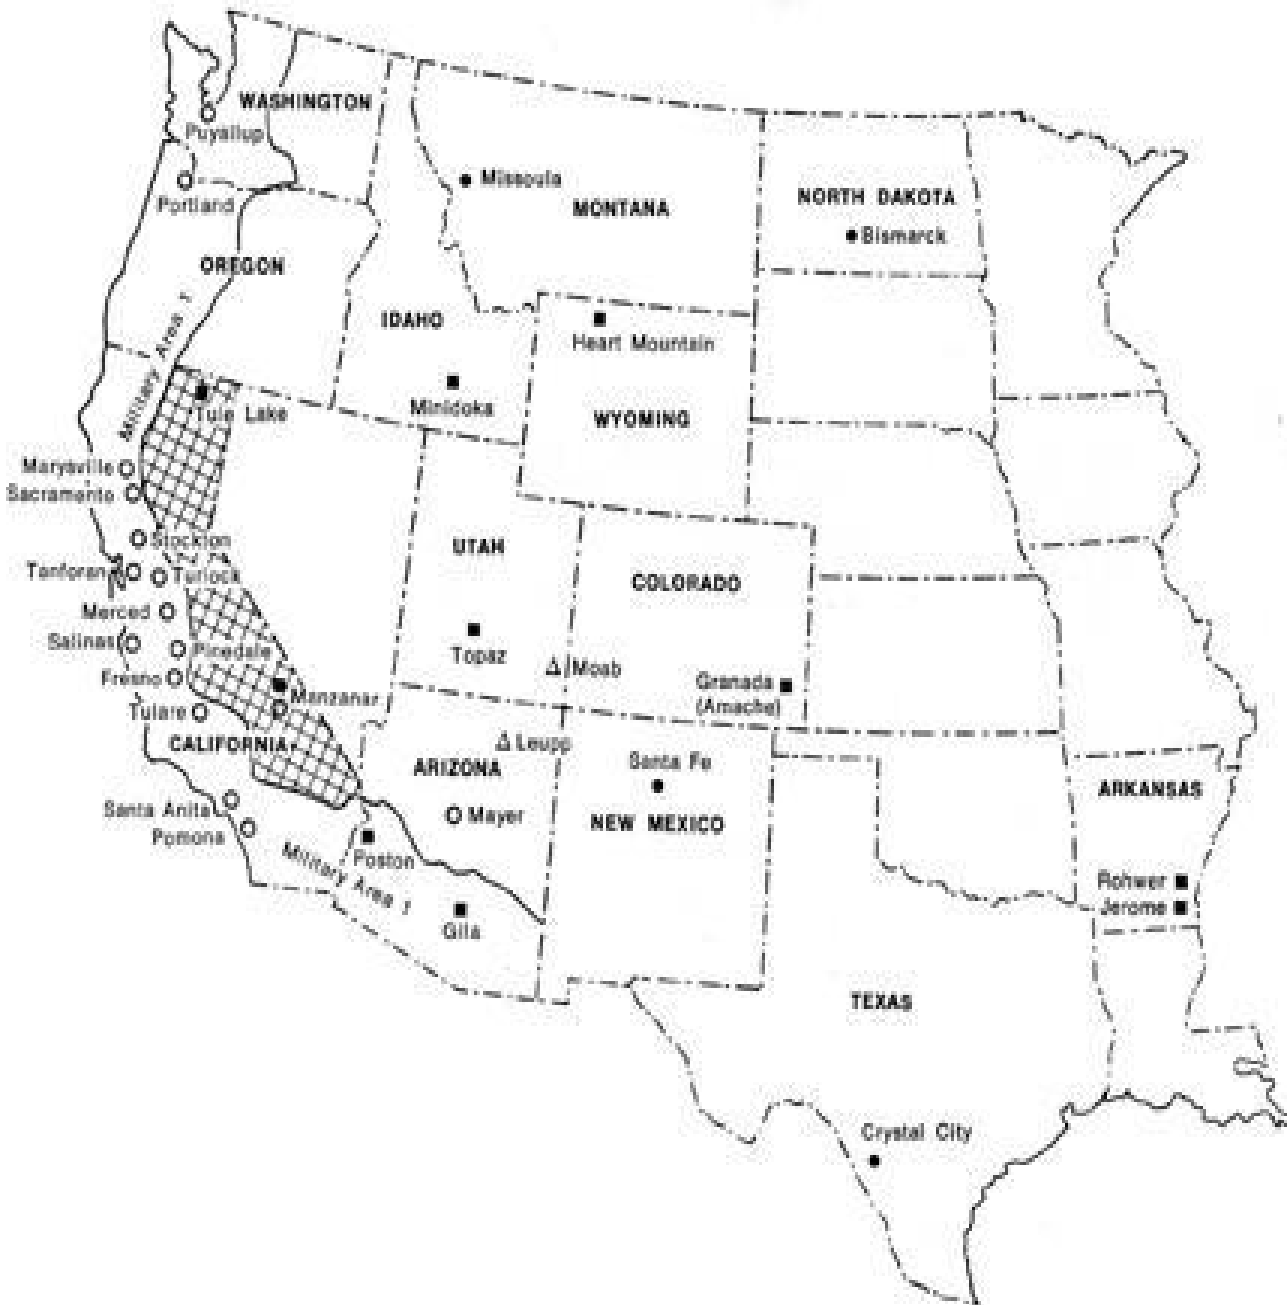 WASHINGTON
Puyallup
Missoula
MONTANA
NORTH DAKOTA
Bismarck
Portland
OREGON
Military Area 1
IDAHO
Heart Mountain
Minidoka
WYOMING
Tule Lake
Marysville
Sacramento
Stockton
Tanforan
Turlock
Merced
Salinas
Pinedale
Fresno
Manzanar
Tulare
CALIFORNIA
UTAH
COLORADO
Topaz
Moab
Granada
(Amache)
Leupp
ARIZONA
Santa Fe
Mayer
NEW MEXICO
ARKANSAS
Santa Anita
Pomona
Military Area 1
Poston
Gila
Rohwer
Jerome
TEXAS
Crystal City